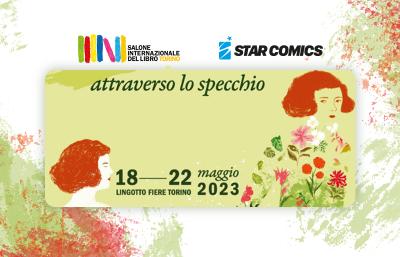 SALONE
INTERNAZIONALE
DEL LIBRO TORINO
STAR COMICS
attraverso lo specchio
18—22 maggio
LINGOTTO FIERE TORINO 2023